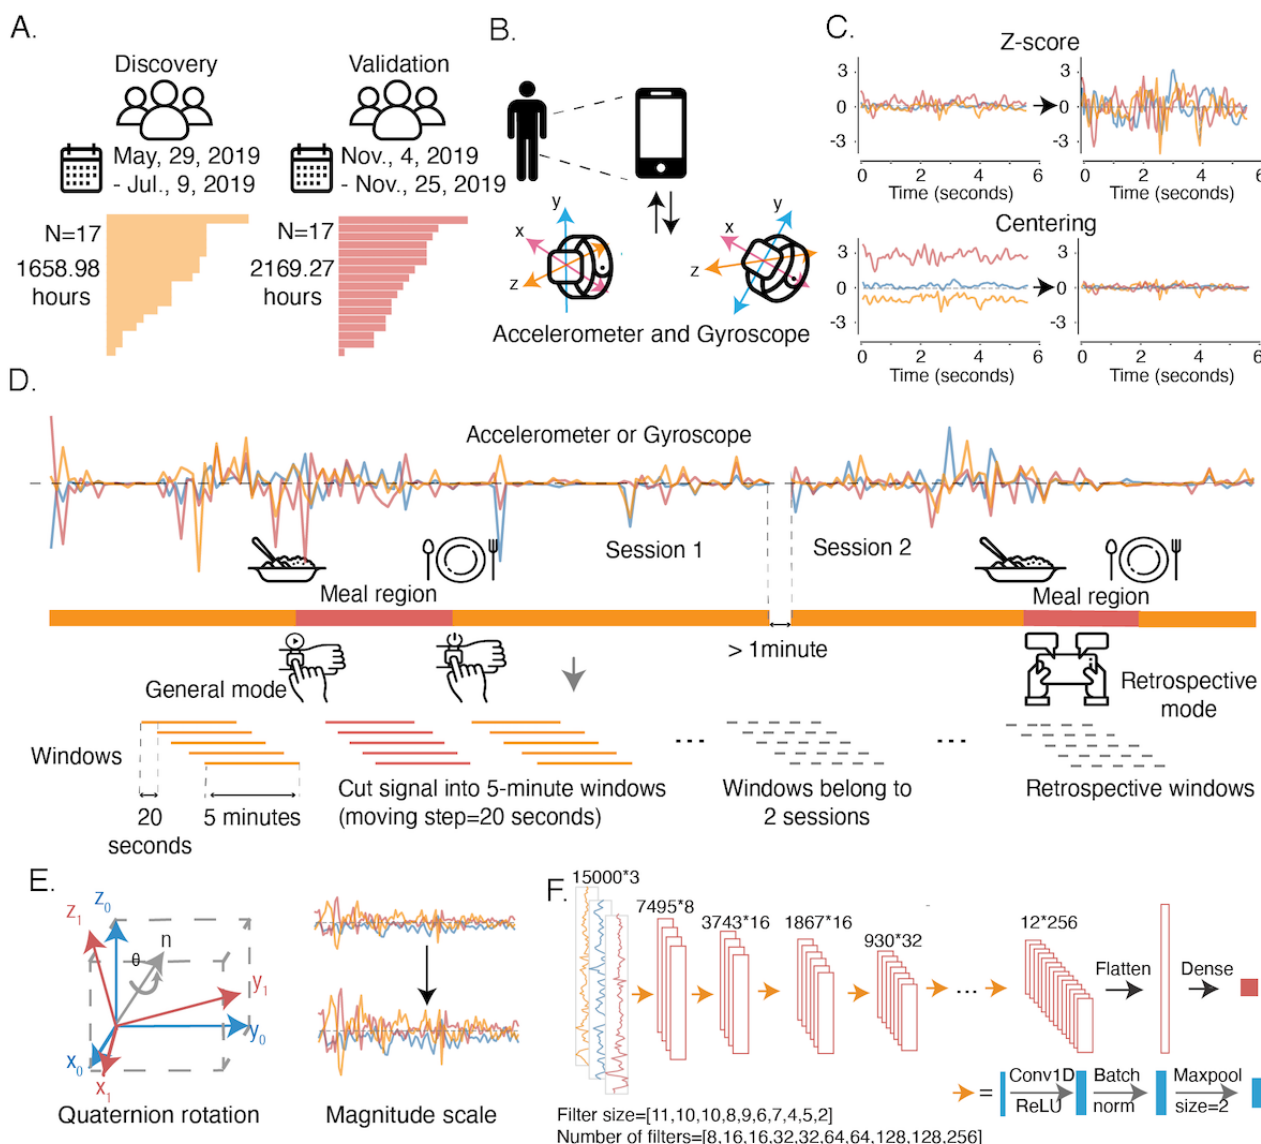 A.
Discovery
May, 29, 2019
- Jul., 9, 2019
N=17
1658.98
hours
Validation
Nov., 4, 2019
- Nov., 25, 2019
N=17
2169.27
hours
B.
y
x
z
y
x
z
Accelerometer and Gyroscope
C.
Z-score
3
0
-3
0 2 4 6
Time (seconds)
3
0
-3
0 2 4 6
Time (seconds)
Centering
3
0
-3
0 2 4 6
Time (seconds)
3
0
-3
0 2 4 6
Time (seconds)
D.
Accelerometer or Gyroscope
Session 1
Session 2
Meal region
Meal region
> 1minute
General mode
Retrospective
mode
Windows
20
seconds
5 minutes
Cut signal into 5-minute windows
(moving step=20 seconds)
...
Windows belong to
2 sessions
...
Retrospective windows
E.
z1
z0
n
θ
y1
y0
x0
x1
Quaternion rotation
Magnitude scale
F.
15000*3
7495*8
3743*16
1867*16
930*32
...
12*256
Flatten
Dense
=
Conv1D
ReLU
Batch
norm
Maxpool
size=2
Filter size=[11,10,10,8,9,6,7,4,5,2]
Number of filters=[8,16,16,32,32,64,64,128,128,256]